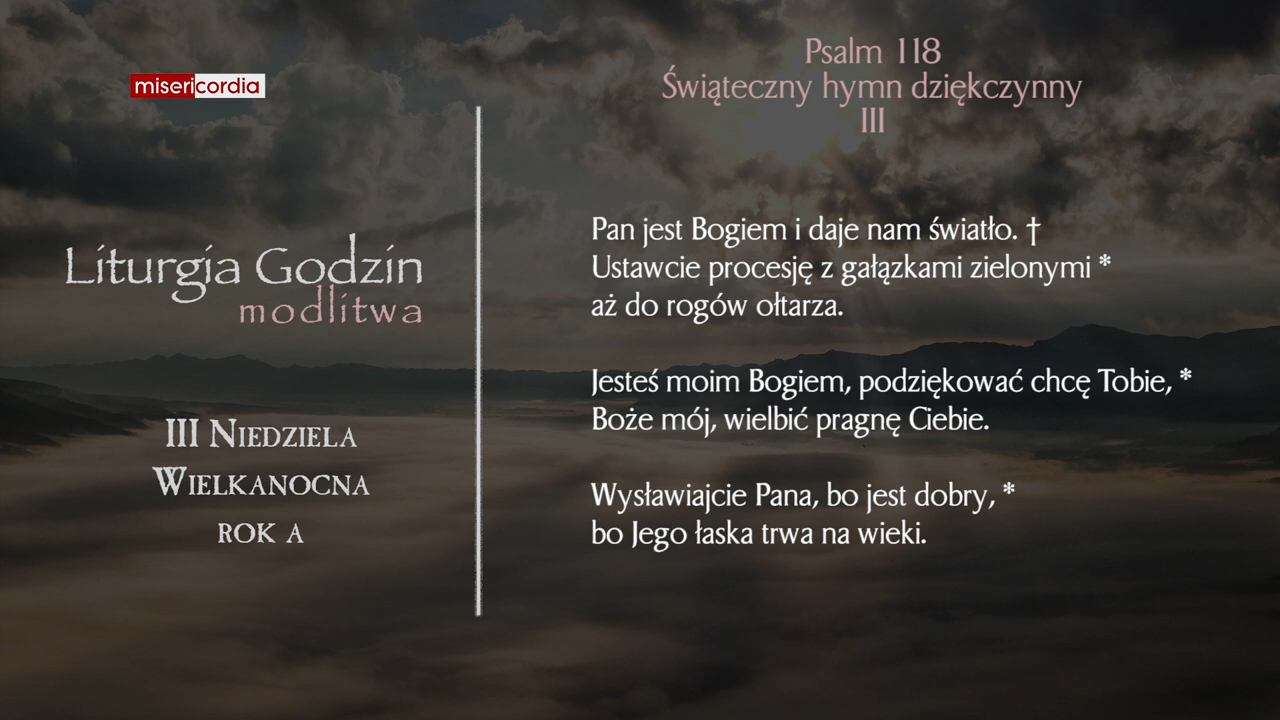 misericordia
Liturgia Godzin
modlitwa
III Niedziela
Wielkanocna
rok A
Psalm 118
Świąteczny hymn dziękczynny
III
Pan jest Bogiem i daje nam światło. †
Ustawcie procesję z gałązkami zielonymi *
aż do rogów ołtarza.
Jesteś moim Bogiem, podziękować chcę Tobie, *
Boże mój, wielbić pragnę Ciebie.
Wysławiajcie Pana, bo jest dobry, *
bo Jego łaska trwa na wieki.